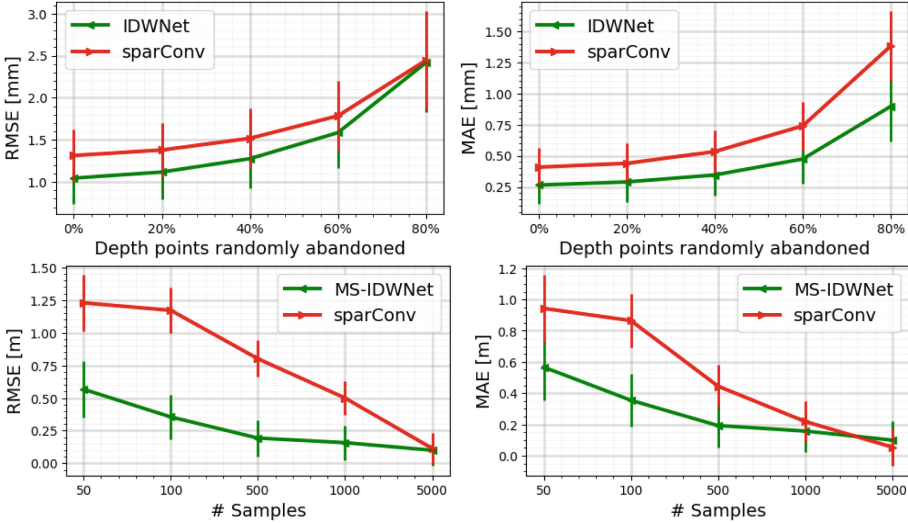 IDWNet
sparConv
RMSE [mm]
3.0
2.5
2.0
1.5
1.0
0% 20% 40% 60% 80%
Depth points randomly abandoned
IDWNet
sparConv
MAE [mm]
1.50
1.25
1.00
0.75
0.50
0.25
0% 20% 40% 60% 80%
Depth points randomly abandoned
MS-IDWNet
sparConv
RMSE [m]
1.50
1.25
1.00
0.75
0.50
0.25
0.00
50 100 500 1000 5000
# Samples
MS-IDWNet
sparConv
MAE [m]
1.2
1.0
0.8
0.6
0.4
0.2
0.0
50 100 500 1000 5000
# Samples